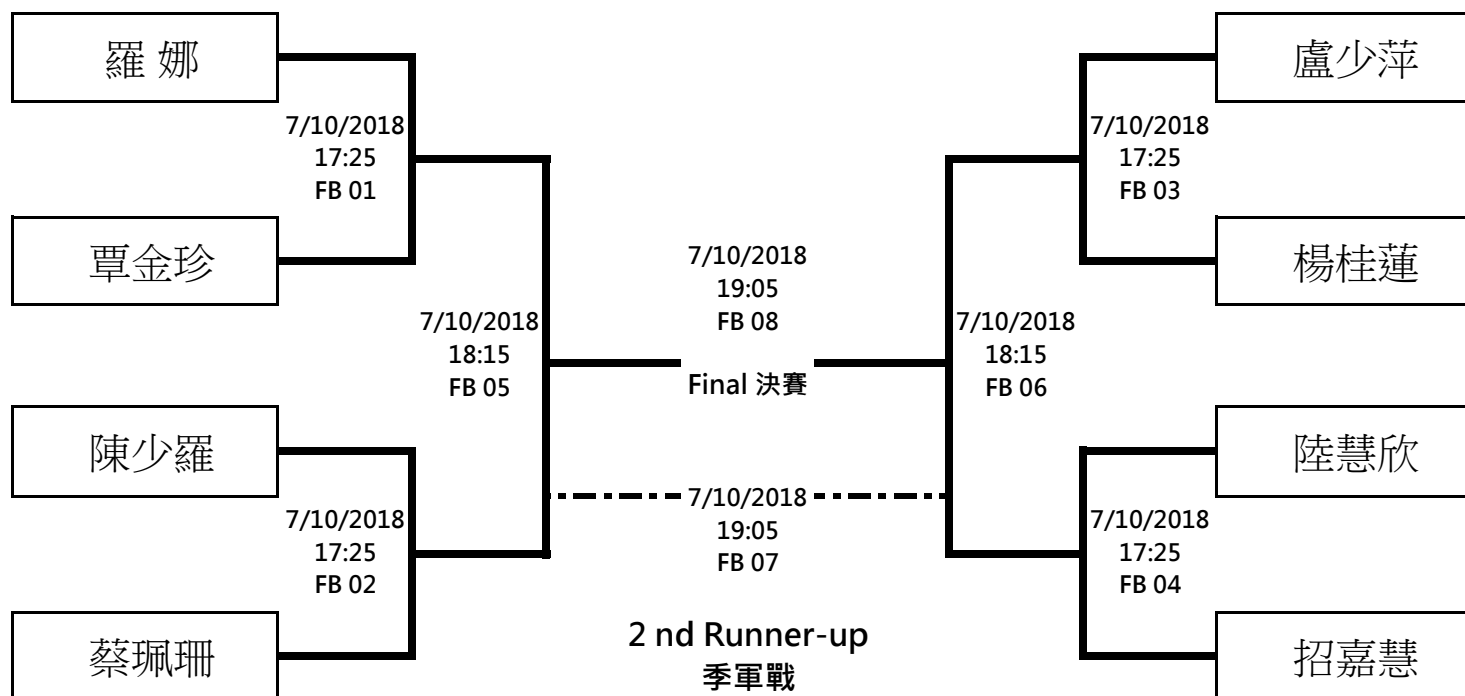 羅 娜
盧少萍
7/10/2018
17:25
FB 01
7/10/2018
17:25
FB 03
覃金珍
楊桂蓮
7/10/2018
19:05
FB 08
Final 決賽
7/10/2018
18:15
FB 05
7/10/2018
18:15
FB 06
陳少羅
陸慧欣
7/10/2018
17:25
FB 02
7/10/2018
19:05
FB 07
7/10/2018
17:25
FB 04
蔡珮珊
招嘉慧
2 nd Runner-up
季軍戰